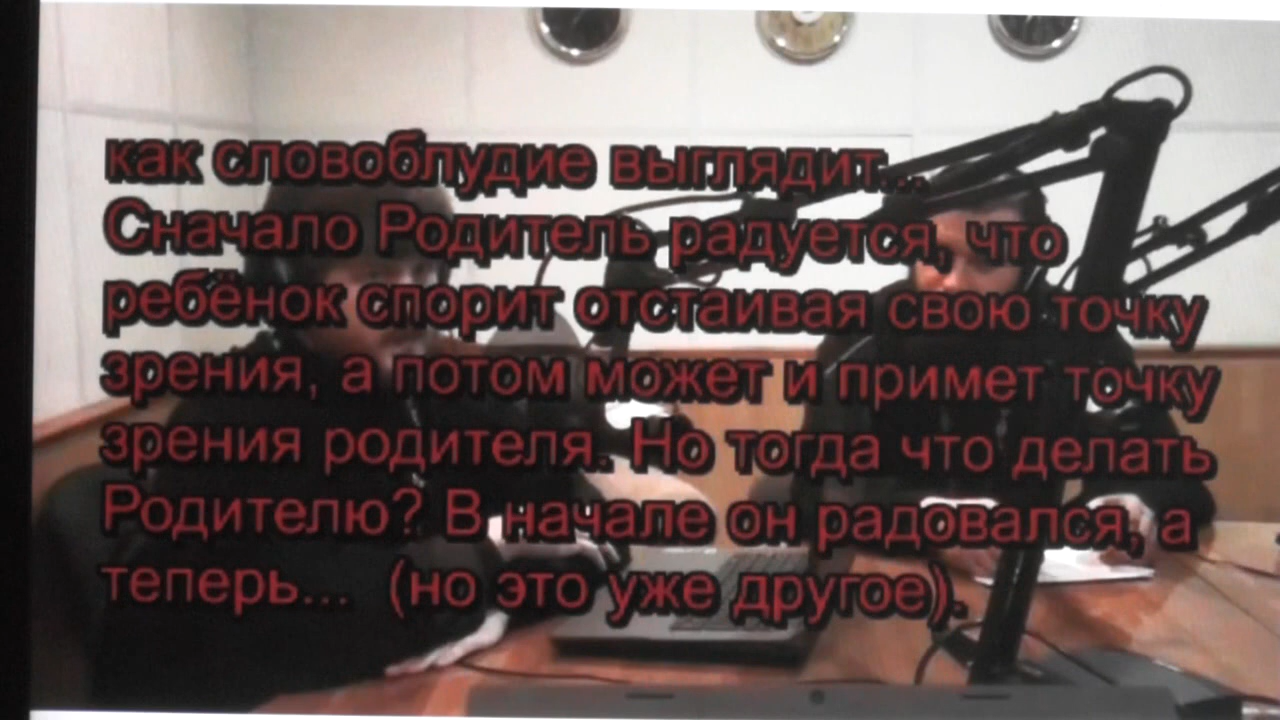 как словоблудие выглядит...
Сначало Родитель радуется, что
ребёнок спорит отстаивая свою точку
зрения, а потом может и примет точку
зрения родителя. Но тогда что делать
Родителю? В начале он радовался, а
теперь... (но это уже другое).